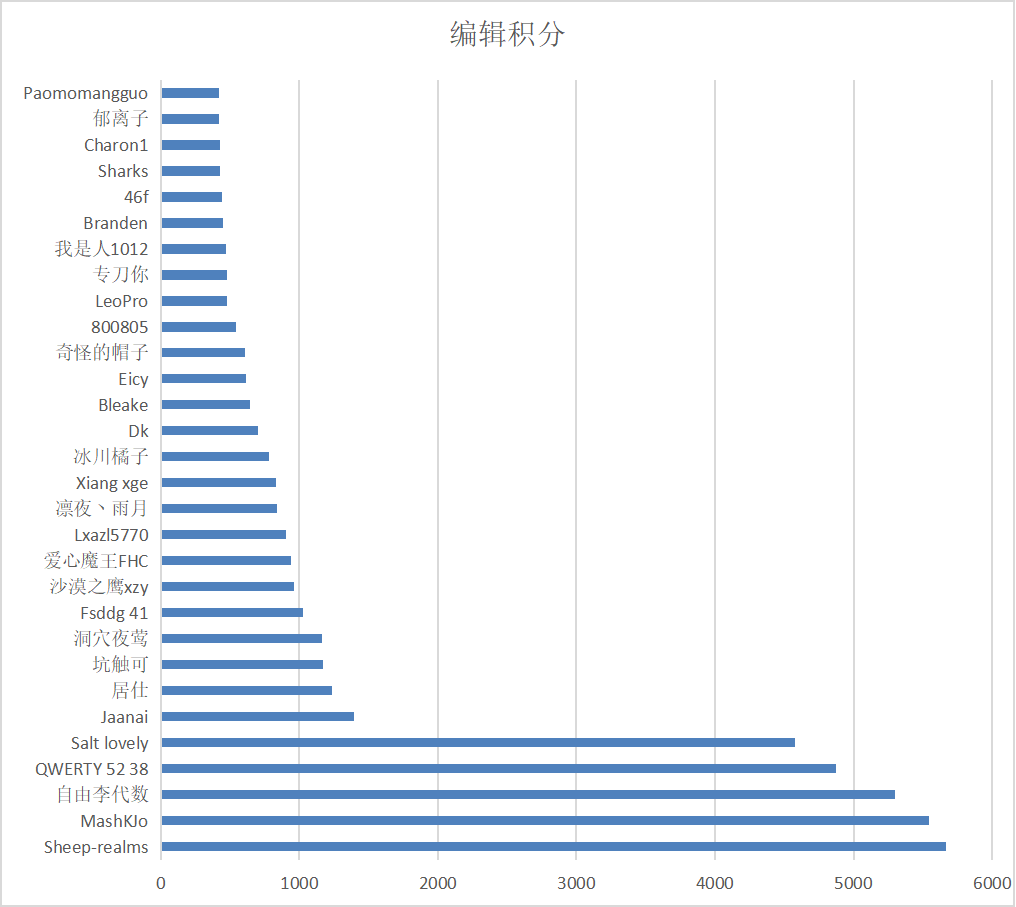 编辑积分
Paomomangguo
郁离子
Charon1
Sharks
46f
Branden
我是人1012
专刀你
LeoPro
800805
奇怪的帽子
Eicy
Bleake
Dk
冰川橘子
Xiang xge
凛夜丶雨月
Lxazl5770
爱心魔王FHC
沙漠之鹰xzy
Fsddg 41
洞穴夜莺
坑触可
居仕
Jaanai
Salt lovely
QWERTY 52 38
自由李代数
MashKJo
Sheep-realms
0 1000 2000 3000 4000 5000 6000